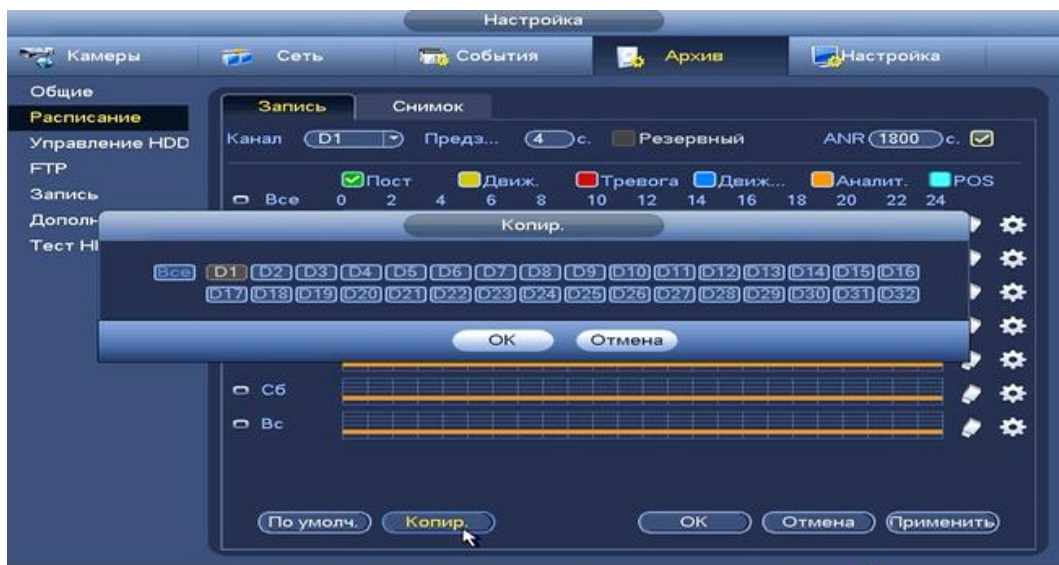 Настройка
Камеры Сеть События Архив Настройка
Общие
Расписание
Управление HDD
FTP
Запись
Дополн
Тест HI
Запись Снимок
Канал D1 Предз... 4 с. Резервный ANR 1800 с.
Пост Движ. Тревога Движ... Аналит. POS
Все 0 2 4 6 8 10 12 14 16 18 20 22 24
Копир.
Все D1 D2 D3 D4 D5 D6 D7 D8 D9 D10 D11 D12 D13 D14 D15 D16
D17 D18 D19 D20 D21 D22 D23 D24 D25 D26 D27 D28 D29 D30 D31 D32
OK Отмена
Сб
Вс
По умолч. Копир. OK Отмена Применить